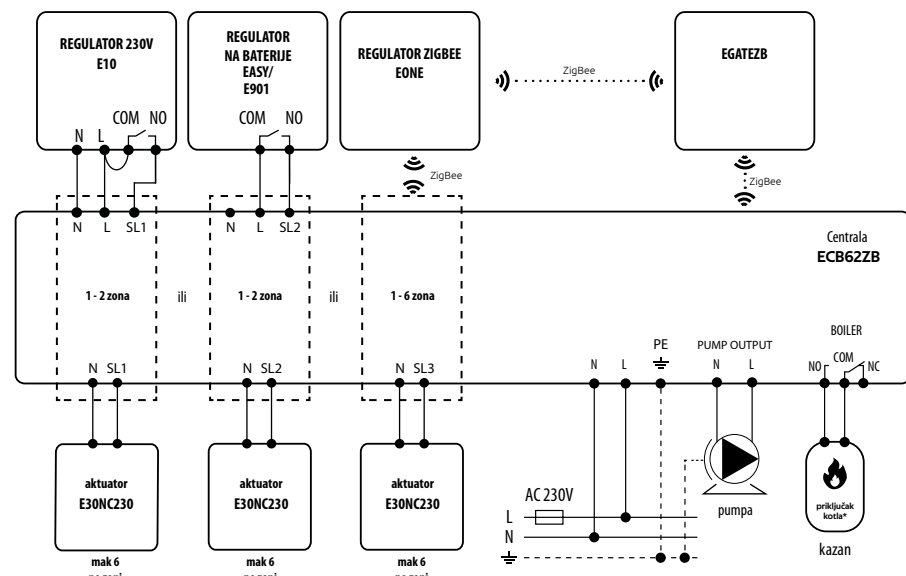 REGULATOR 230V
E10
N L COM NO
REGULATOR
NA BATERIJE
EASY/
E901
COM NO
REGULATOR ZIGBEE
EONE
ZigBee
EGATEZB
ZigBee
ZigBee
N L SL1
N L SL2
Centrala
ECB62ZB
1 - 2 zona
ili
1 - 2 zona
ili
1 - 6 zona
N SL1
N SL2
N SL3
N L
PE
PUMP OUTPUT
N L
BOILER
NO COM NC
aktuator
E30NC230
aktuator
E30NC230
aktuator
E30NC230
AC 230V
L
N
pumpa
priključak
kotla*
kazan
mak 6
mak 6
mak 6